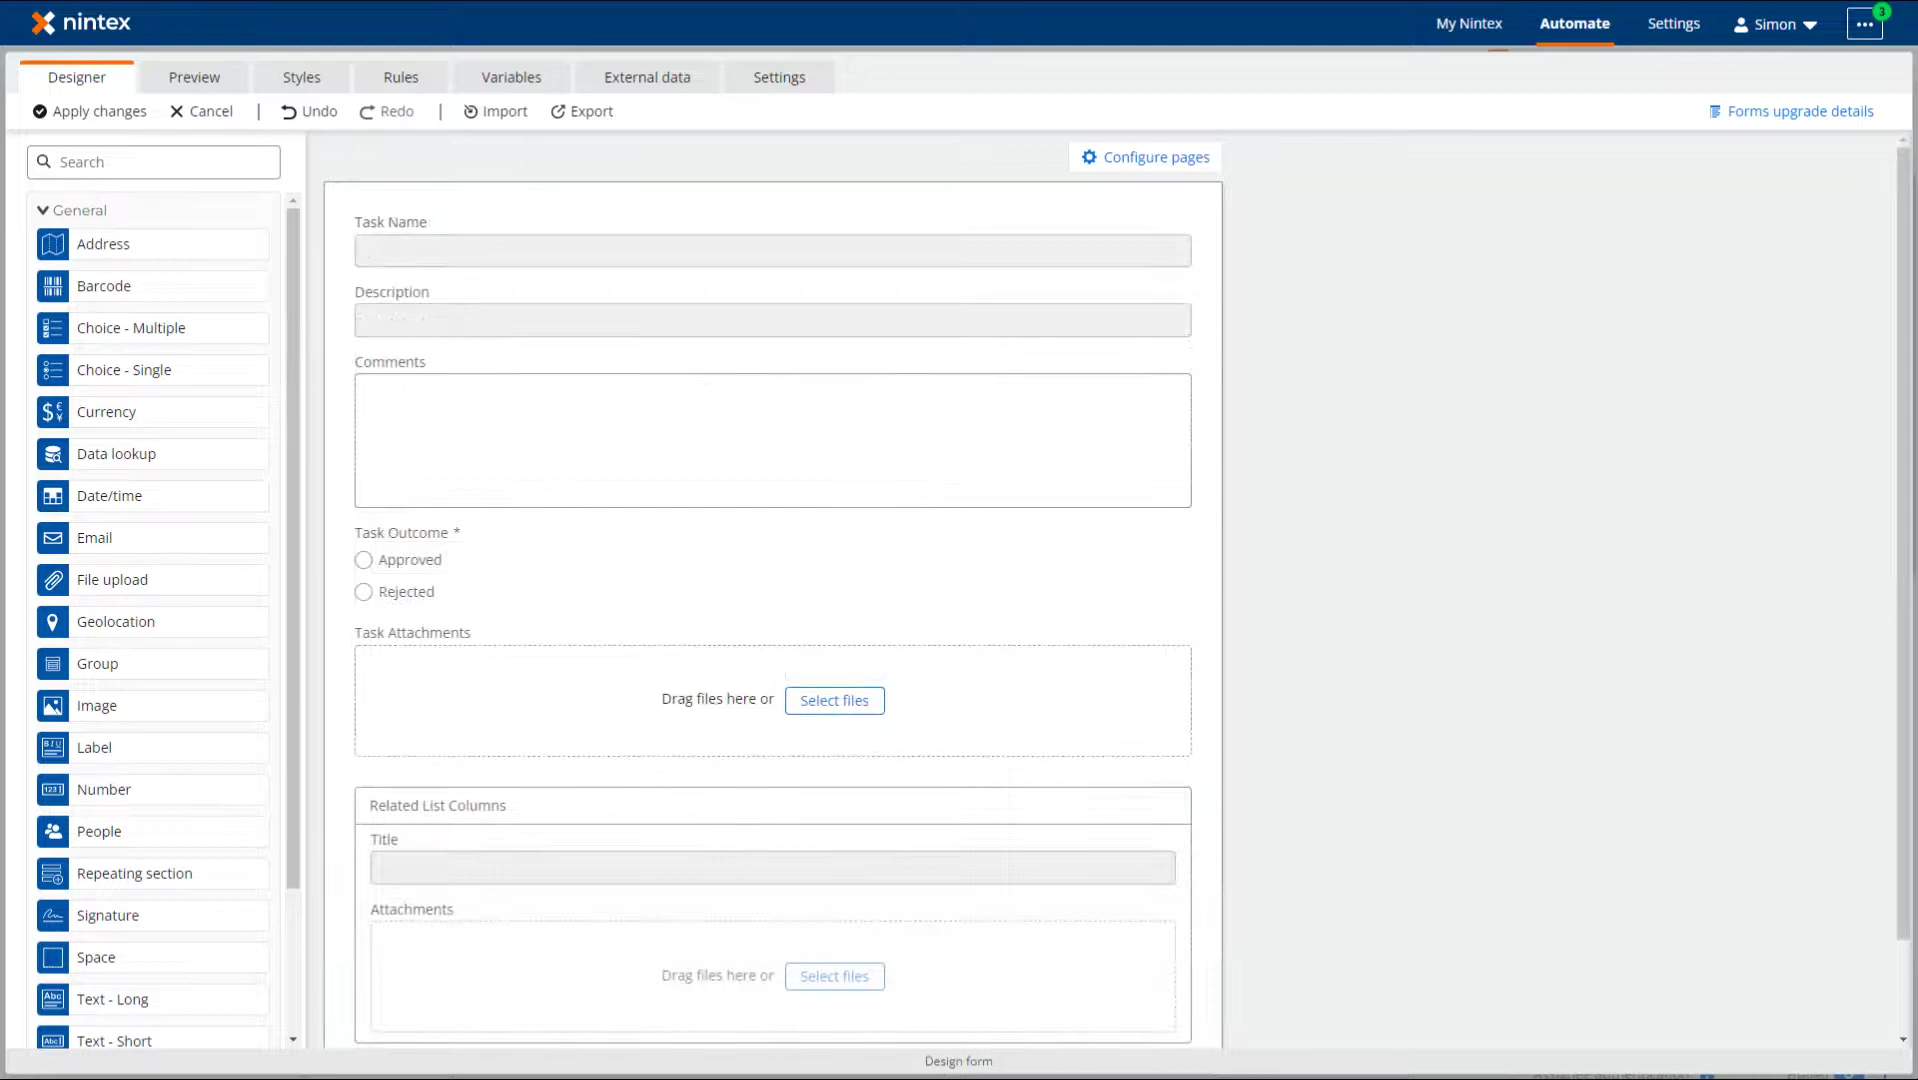 nintex
My Nintex
Automate
Settings
Simon
3
Designer
Preview
Styles
Rules
Variables
External data
Settings
Apply changes
Cancel
Undo
Redo
Import
Export
Forms upgrade details
Search
Configure pages
General
Address
Barcode
Choice - Multiple
Choice - Single
Currency
Data lookup
Date/time
Email
File upload
Geolocation
Group
Image
Label
Number
People
Repeating section
Signature
Space
Text - Long
Text - Short
Task Name
Description
Comments
Task Outcome *
Approved
Rejected
Task Attachments
Drag files here or Select files
Related List Columns
Title
Attachments
Drag files here or Select files
Design form